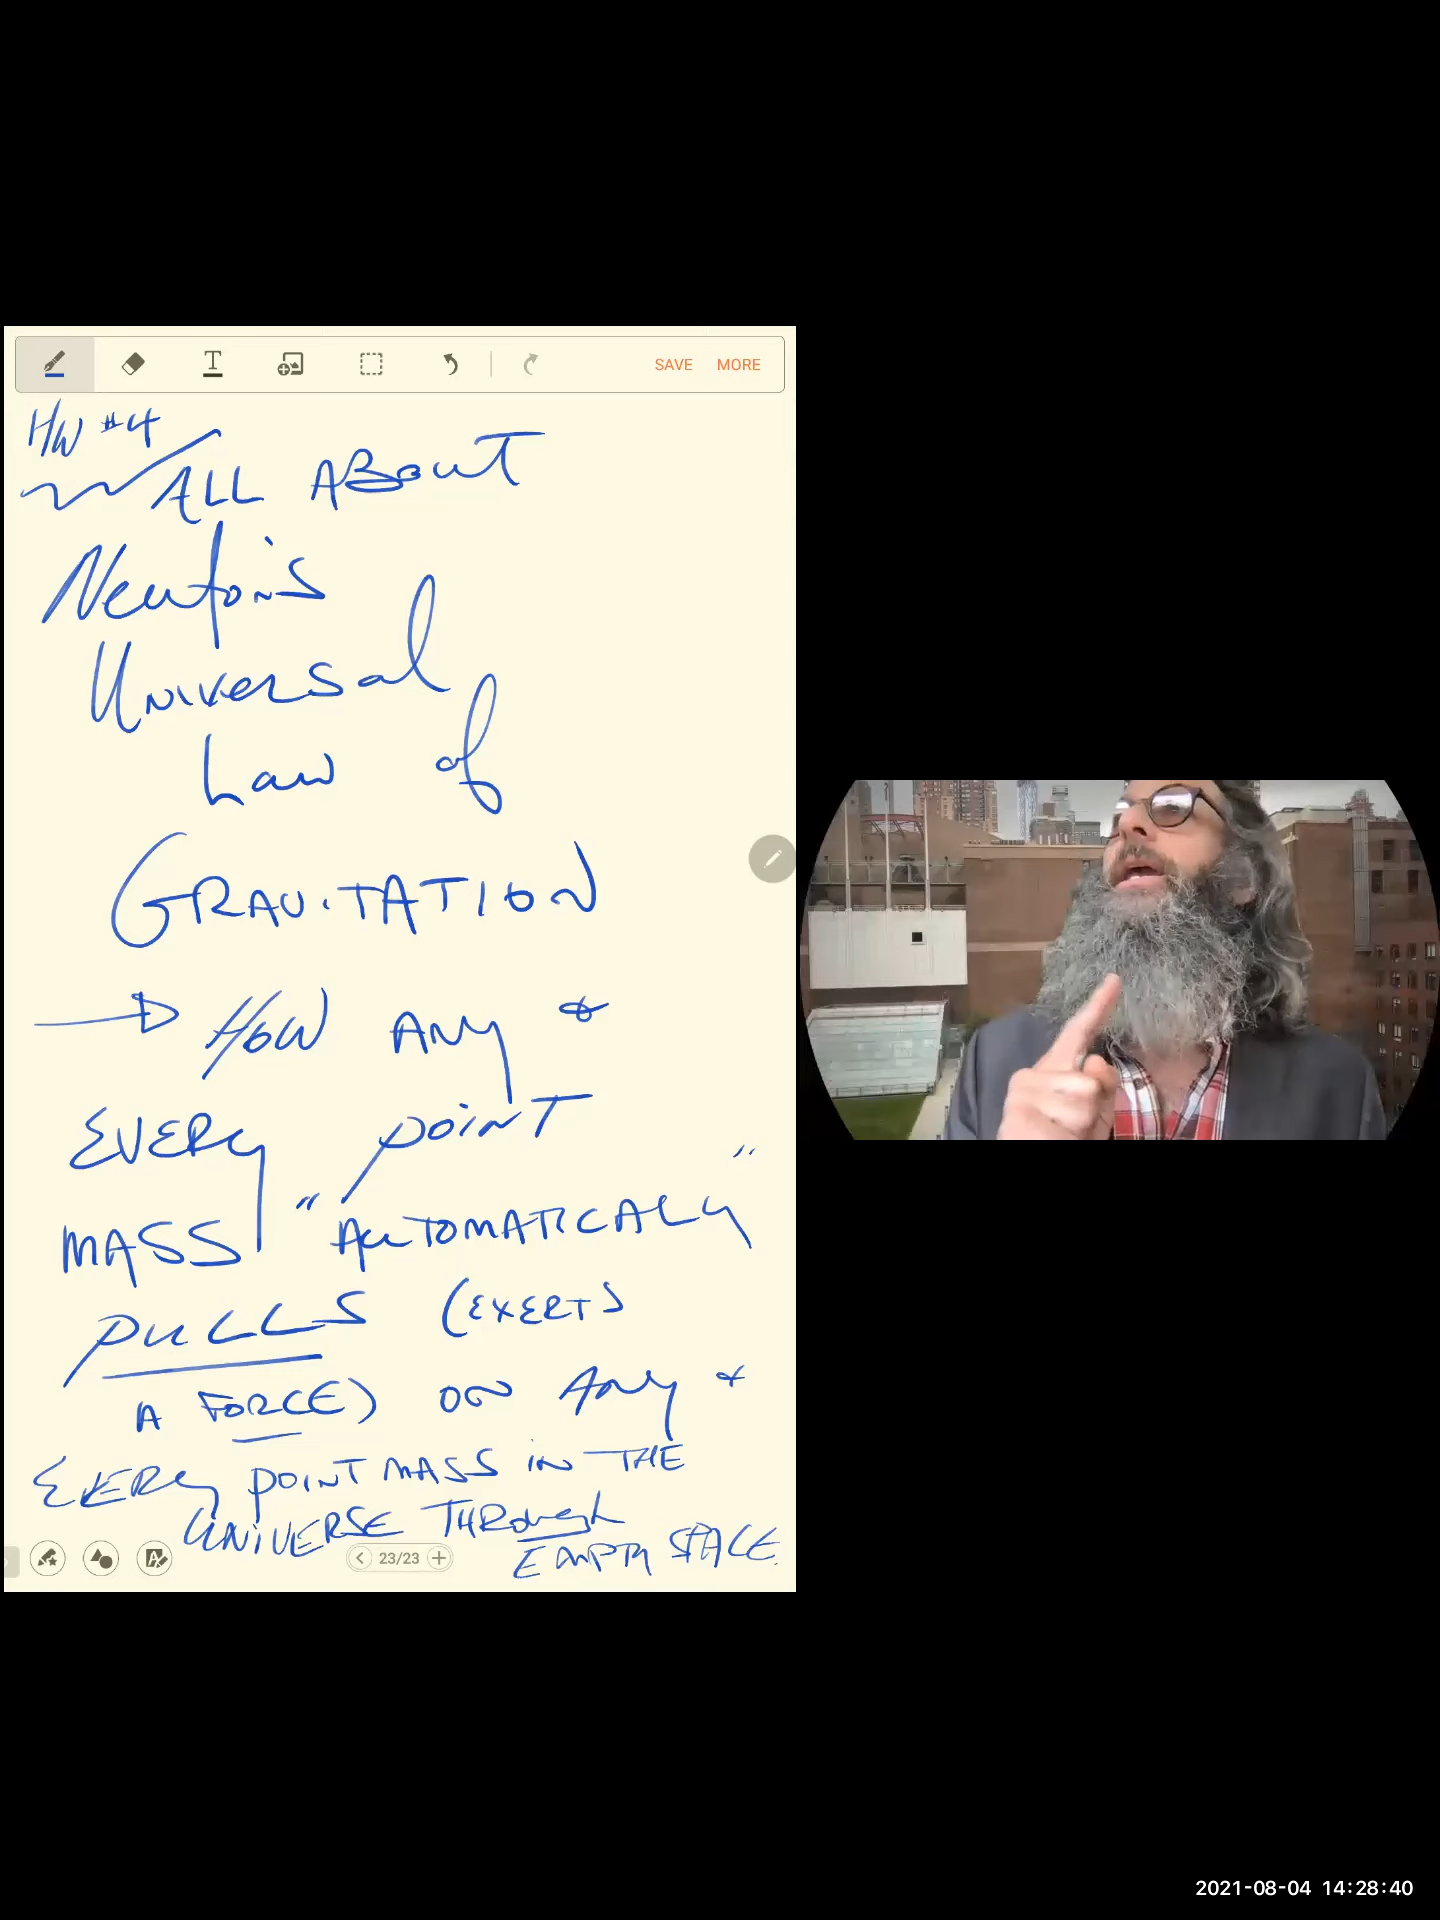 SAVE MORE
HW #4
ALL ABOUT
Newton's
Universal
Law of
GRAVITATION
→ HOW ANY &
EVERY POINT
MASS "AUTOMATICALLY"
PULLS (EXERTS
A FORCE) ON ANY &
EVERY POINT MASS IN THE
UNIVERSE THROUGH
EMPTY SPACE.
23/23
2021-08-04 14:28:40